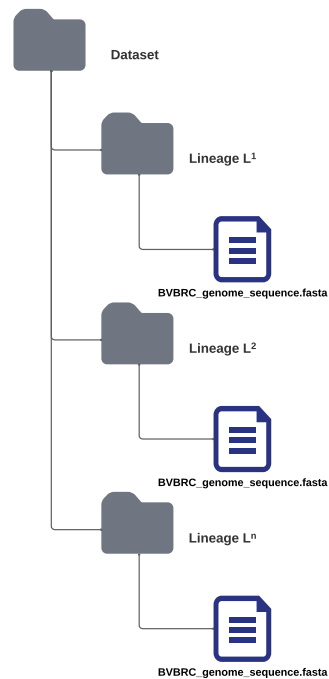 Dataset
Lineage L¹
BVBRC_genome_sequence.fasta
Lineage L²
BVBRC_genome_sequence.fasta
Lineage Lⁿ
BVBRC_genome_sequence.fasta